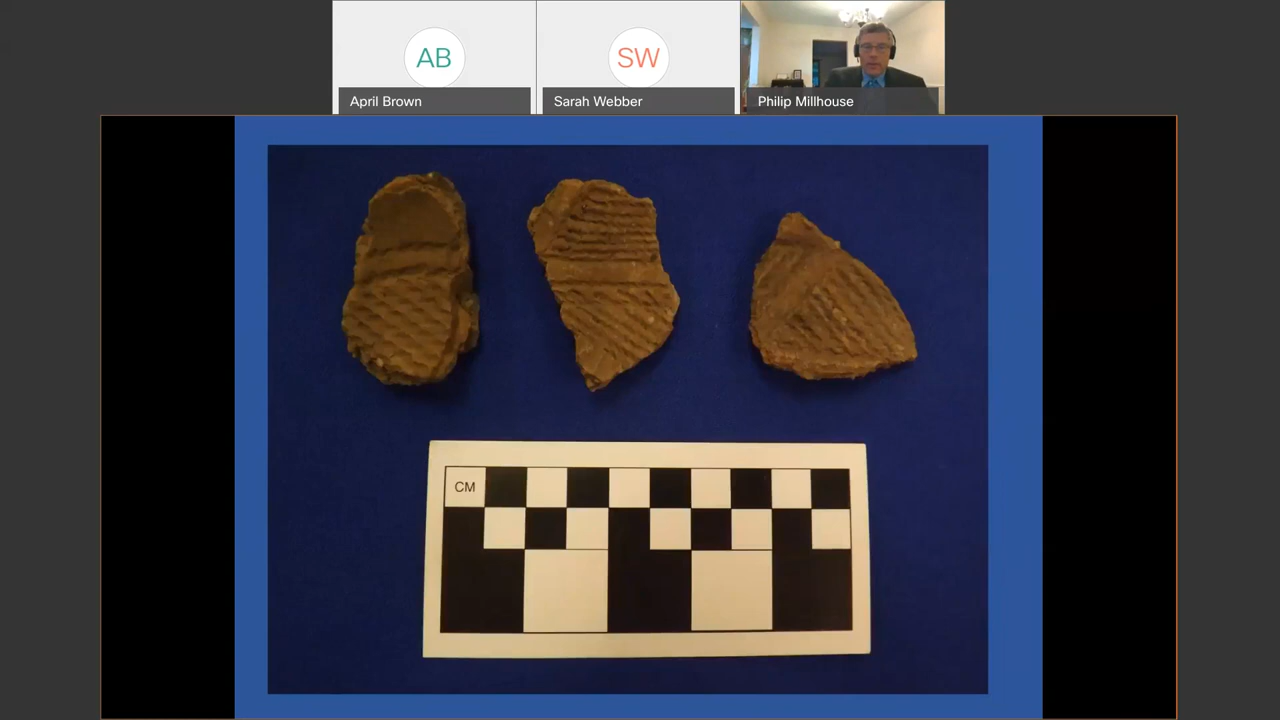 AB
SW
April Brown
Sarah Webber
Philip Millhouse
CM